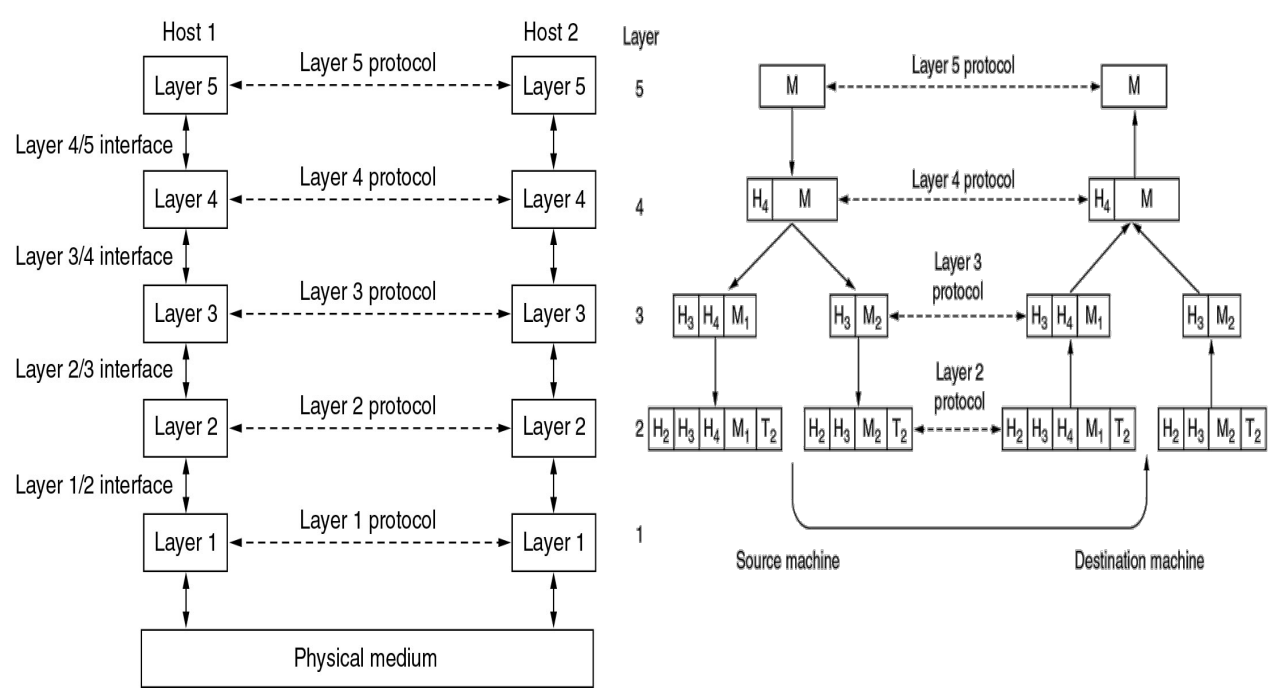 Host 1
Host 2
Layer 5
Layer 5 protocol
Layer 5
Layer 4/5 interface
Layer 4
Layer 4 protocol
Layer 4
Layer 3/4 interface
Layer 3
Layer 3 protocol
Layer 3
Layer 2/3 interface
Layer 2
Layer 2 protocol
Layer 2
Layer 1/2 interface
Layer 1
Layer 1 protocol
Layer 1
Physical medium
Layer
5
M
Layer 5 protocol
M
4
H4 M
Layer 4 protocol
H4 M
3
H3 H4 M1
H3 M2
Layer 3
protocol
H3 H4 M1
H3 M2
2
H2 H3 H4 M1 T2
H2 H3 M2 T2
Layer 2
protocol
H2 H3 H4 M1 T2
H2 H3 M2 T2
1
Source machine
Destination machine